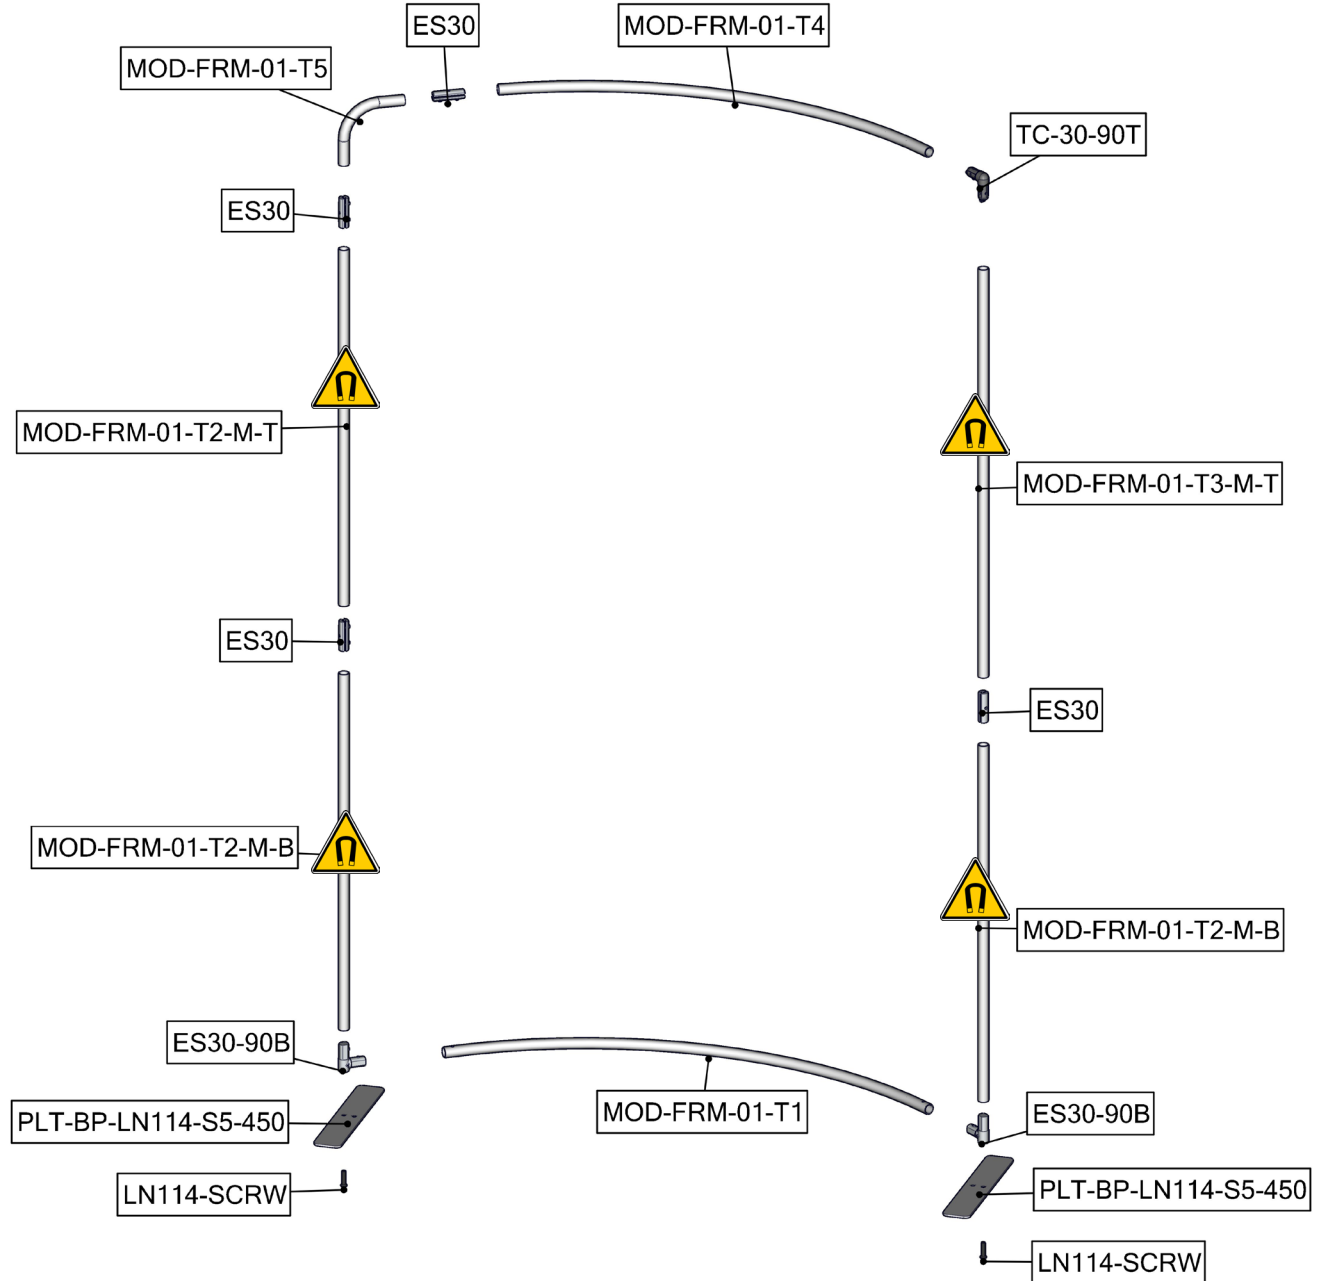 ES30
MOD-FRM-01-T4
MOD-FRM-01-T5
TC-30-90T
ES30
MOD-FRM-01-T2-M-T
MOD-FRM-01-T3-M-T
ES30
ES30
MOD-FRM-01-T2-M-B
MOD-FRM-01-T2-M-B
ES30-90B
MOD-FRM-01-T1
ES30-90B
PLT-BP-LN114-S5-450
PLT-BP-LN114-S5-450
LN114-SCRW
LN114-SCRW